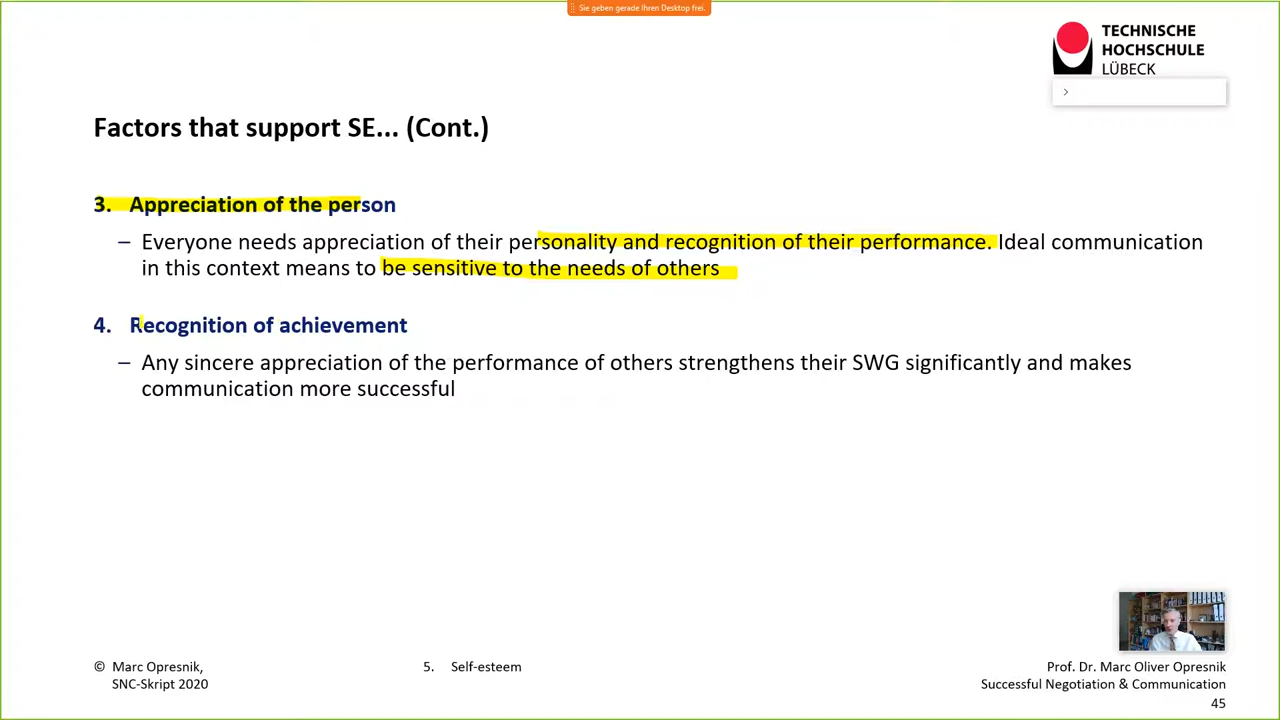 Sie geben gerade Ihren Desktop frei.
TECHNISCHE
HOCHSCHULE
LÜBECK
Factors that support SE... (Cont.)
3. Appreciation of the person
– Everyone needs appreciation of their personality and recognition of their performance. Ideal communication
in this context means to be sensitive to the needs of others
4. Recognition of achievement
– Any sincere appreciation of the performance of others strengthens their SWG significantly and makes
communication more successful
© Marc Opresnik,
SNC-Skript 2020
5. Self-esteem
Prof. Dr. Marc Oliver Opresnik
Successful Negotiation & Communication
45